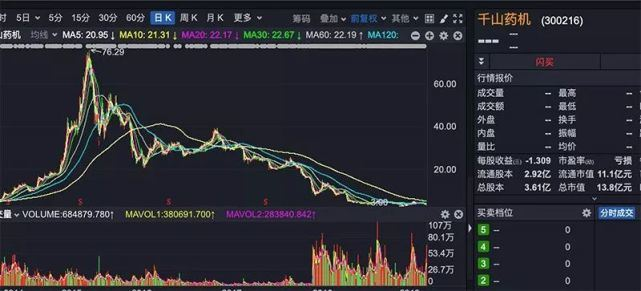 时 5日 5分 15分 30分 60分 日K 周K 月K 更多 筹码 叠加 前复权 其他
山药机 均线 MA5: 20.95↓ MA10: 21.31↓ MA20: 22.17↓ MA30: 22.67↓ MA60: 22.19↑ MA120:
76.29
60.00
40.00
20.00
S S S S
3.00
交量 VOLUME:684879.780↑ MAVOL1:380691.700↑ MAVOL2:283840.842↑
107万
80.1万
53.4万
26.7万
2015 2016 2017
千山药机 (300216)
---
-- --
闪买
行情报价
成交量 -- 最高 --
成交额 -- 最低 --
外盘 -- 换手 --
内盘 -- 振幅 --
量比 -- 均价 --
每股收益(三) -1.309 市盈率(动) 亏损
流通股本 2.92亿 流通市值 11.1亿元
总股本 3.61亿 总市值 13.8亿元
买卖档位 分时成交
5 -- 0
4 -- 0
3 -- 0
2 -- 0